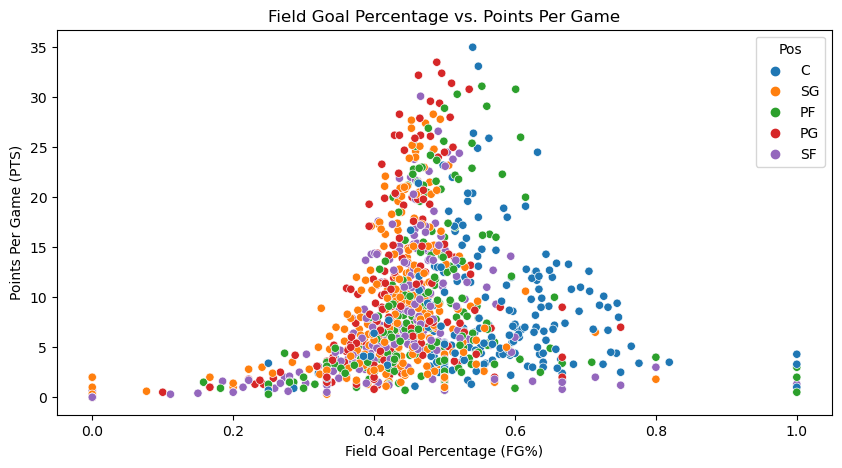 Field Goal Percentage vs. Points Per Game
Pos
C
SG
PF
PG
SF
Points Per Game (PTS)
35
30
25
20
15
10
5
0
0.0 0.2 0.4 0.6 0.8 1.0
Field Goal Percentage (FG%)